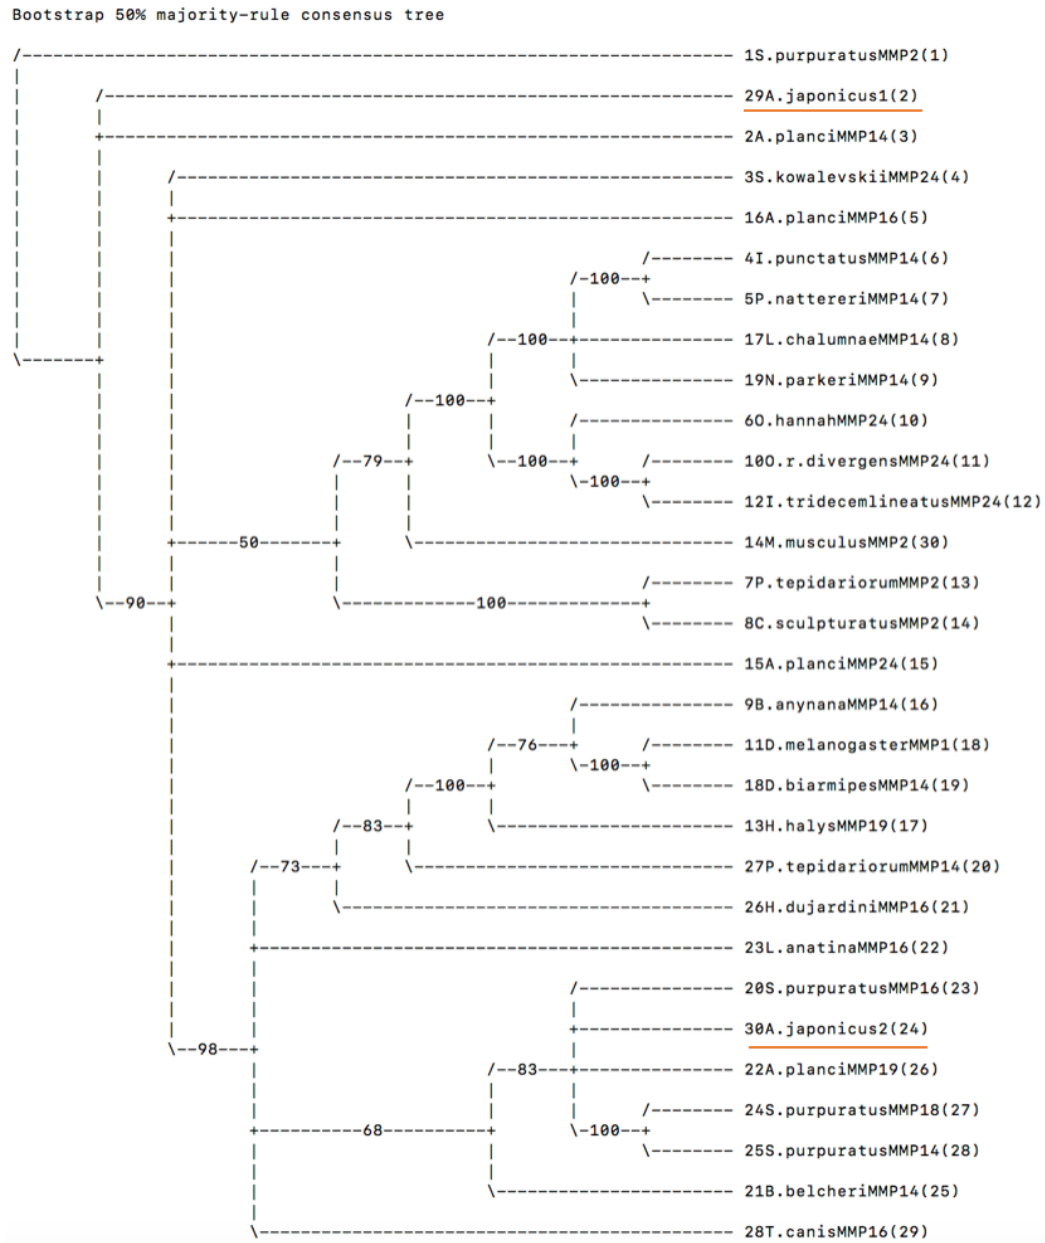 Bootstrap 50% majority-rule consensus tree
1S.purpuratusMMP2(1)
29A.japonicus1(2)
2A.planciMMP14(3)
3S.kowalevskiiMMP24(4)
16A.planciMMP16(5)
4I.punctatusMMP14(6)
100
5P.nattereriMMP14(7)
100
17L.chalumnaeMMP14(8)
19N.parkeriMMP14(9)
100
6O.hannahMMP24(10)
79
100
10O.r.divergensMMP24(11)
100
12I.tridecemlineatusMMP24(12)
50
14M.musculusMMP2(30)
7P.tepidariorumMMP2(13)
90
100
8C.sculpturatusMMP2(14)
15A.planciMMP24(15)
9B.anynanaMMP14(16)
76
11D.melanogasterMMP1(18)
100
100
18D.biarmipesMMP14(19)
83
13H.halysMMP19(17)
73
27P.tepidariorumMMP14(20)
26H.dujardiniMMP16(21)
23L.anatinaMMP16(22)
20S.purpuratusMMP16(23)
30A.japonicus2(24)
98
83
22A.planciMMP19(26)
24S.purpuratusMMP18(27)
68
100
25S.purpuratusMMP14(28)
21B.belcheriMMP14(25)
28T.canisMMP16(29)